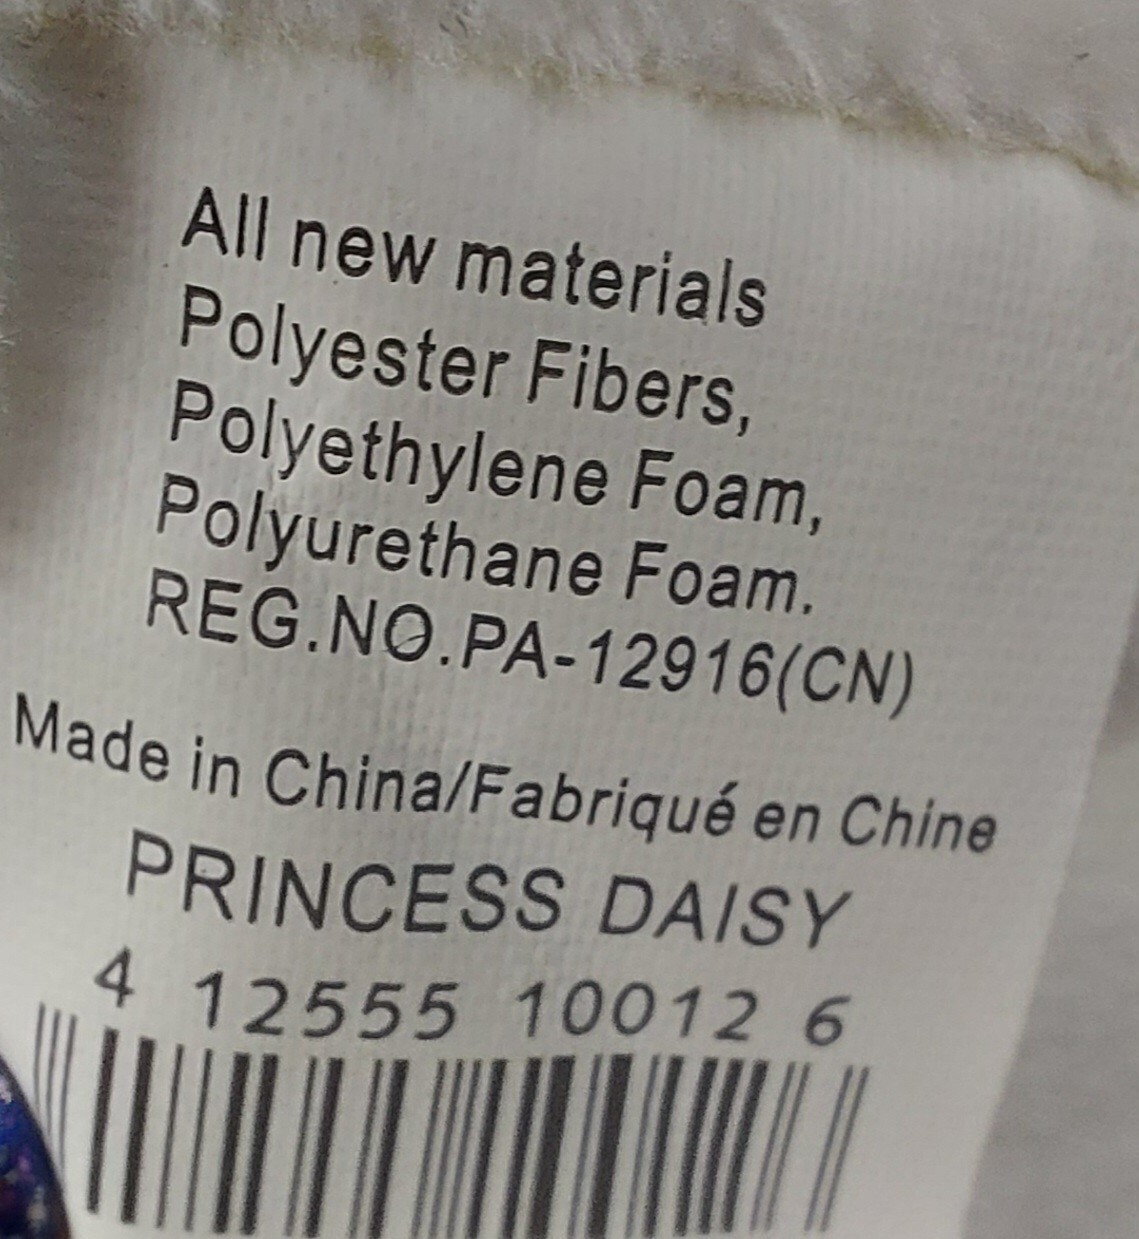 All new materials
Polyester Fibers,
Polyethylene Foam,
Polyurethane Foam.
REG.NO.PA-12916(CN)
Made in China/Fabriqué en Chine
PRINCESS DAISY
4 12555 10012 6